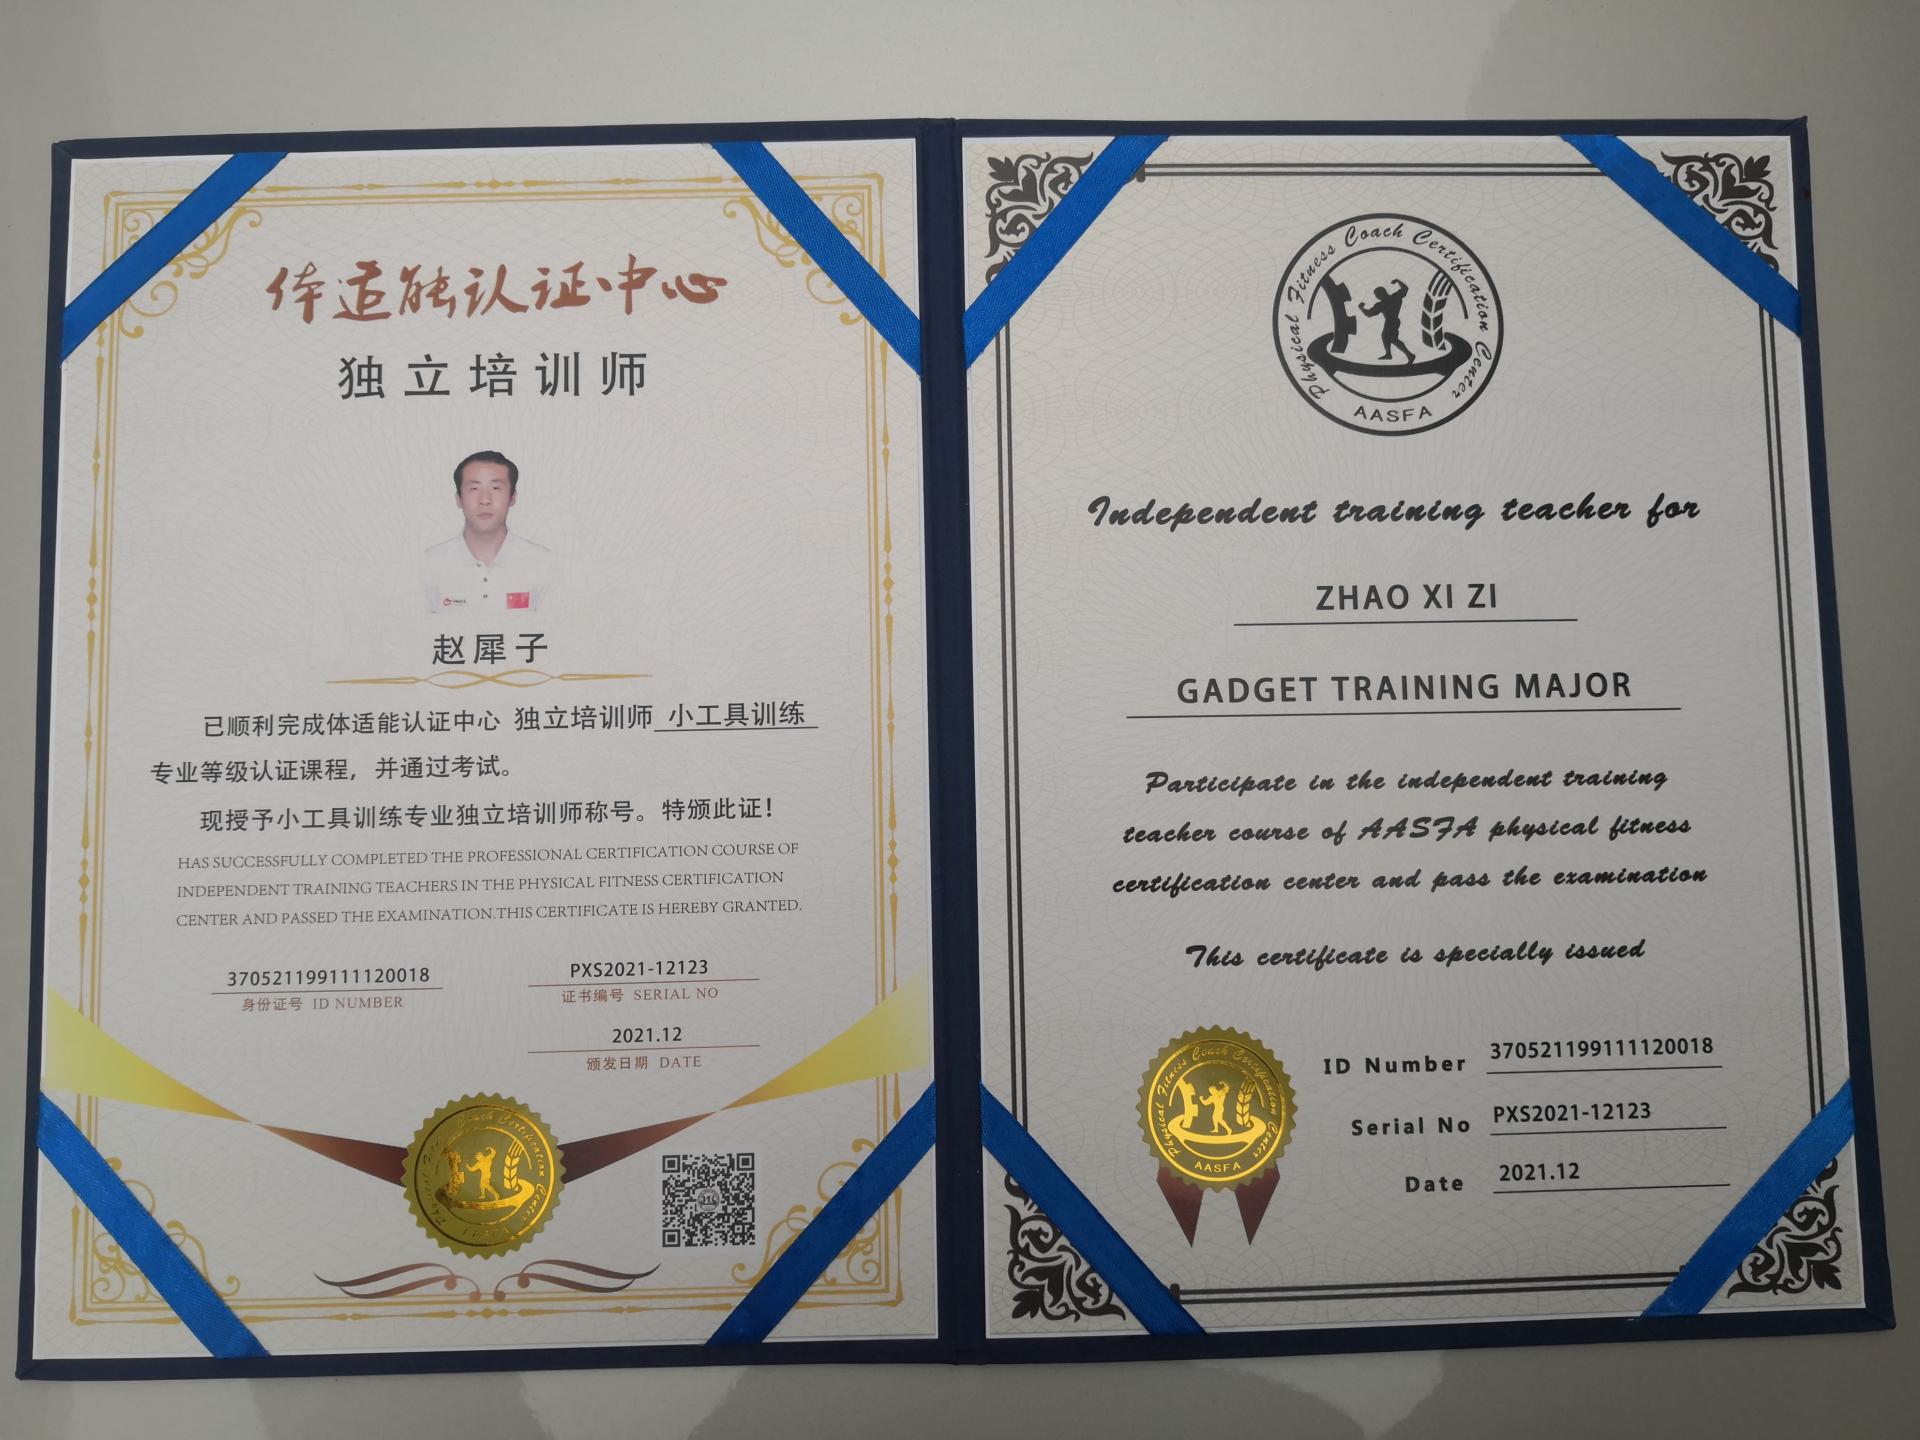 体适能认证中心
独立培训师
赵犀子
已顺利完成体适能认证中心 独立培训师 小工具训练
专业等级认证课程，并通过考试。
现授予小工具训练专业独立培训师称号。特颁此证！
HAS SUCCESSFULLY COMPLETED THE PROFESSIONAL CERTIFICATION COURSE OF
INDEPENDENT TRAINING TEACHERS IN THE PHYSICAL FITNESS CERTIFICATION
CENTER AND PASSED THE EXAMINATION.THIS CERTIFICATE IS HEREBY GRANTED.
370521199111120018
身份证号 ID NUMBER
PXS2021-12123
证书编号 SERIAL NO
2021.12
颁发日期 DATE
Physical Fitness Coach Certification Center
Physical Fitness Coach Certification Center
AASFA
Independent training teacher for
ZHAO XI ZI
GADGET TRAINING MAJOR
Participate in the independent training
teacher course of AASFA physical fitness
certification center and pass the examination
This certificate is specially issued
Physical Fitness Coach Certification Center
AASFA
ID Number 370521199111120018
Serial No PXS2021-12123
Date 2021.12